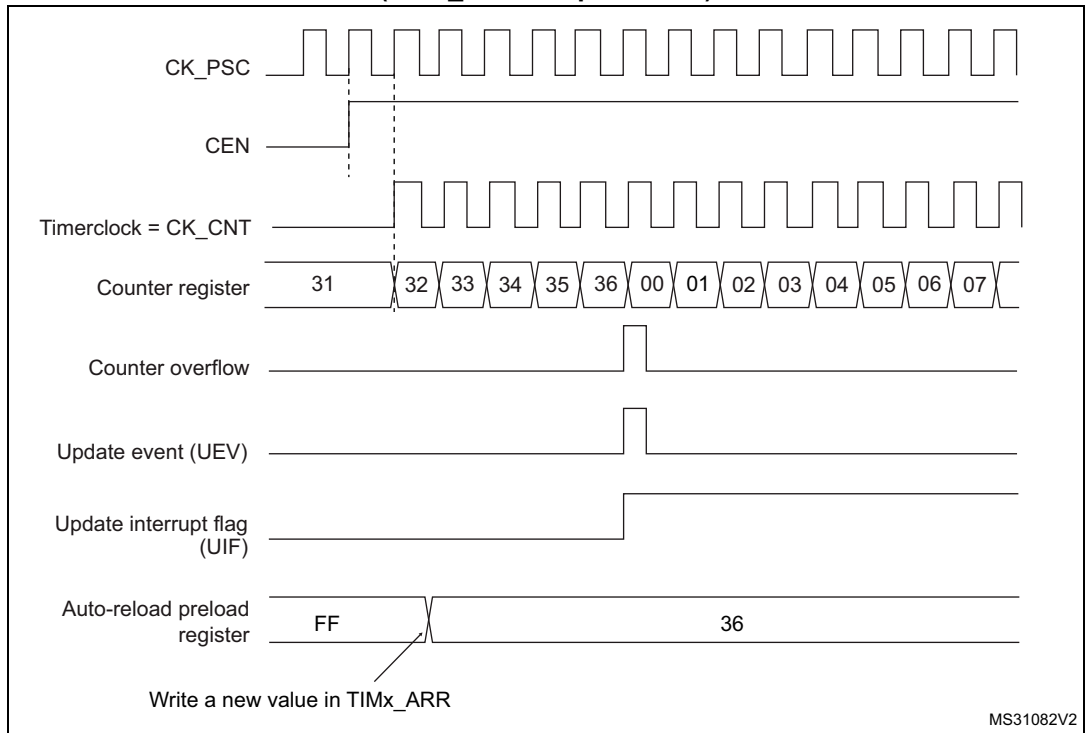 CK_PSC
CEN
Timerclock = CK_CNT
Counter register 31 32 33 34 35 36 00 01 02 03 04 05 06 07
Counter overflow
Update event (UEV)
Update interrupt flag
(UIF)
Auto-reload preload
register FF 36
Write a new value in TIMx_ARR
MS31082V2